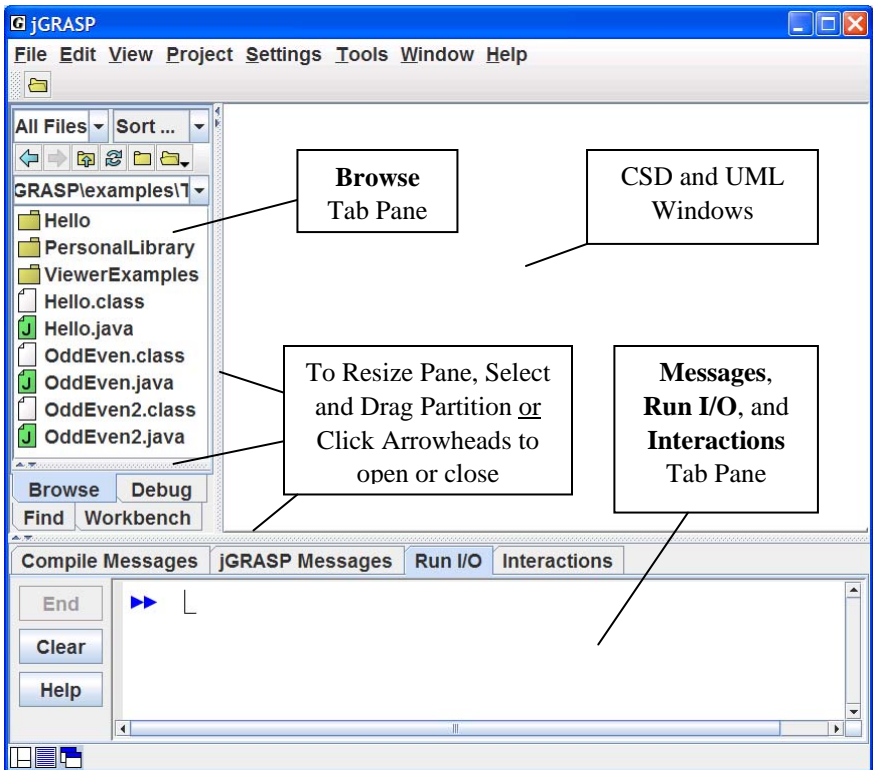 jGRASP
File Edit View Project Settings Tools Window Help
All Files Sort ...
GRASP\examples\T
Hello
PersonalLibrary
ViewerExamples
Hello.class
Hello.java
OddEven.class
OddEven.java
OddEven2.class
OddEven2.java
Browse Debug
Find Workbench
Browse
Tab Pane
CSD and UML
Windows
To Resize Pane, Select
and Drag Partition or
Click Arrowheads to
open or close
Messages,
Run I/O, and
Interactions
Tab Pane
Compile Messages jGRASP Messages Run I/O Interactions
End
Clear
Help